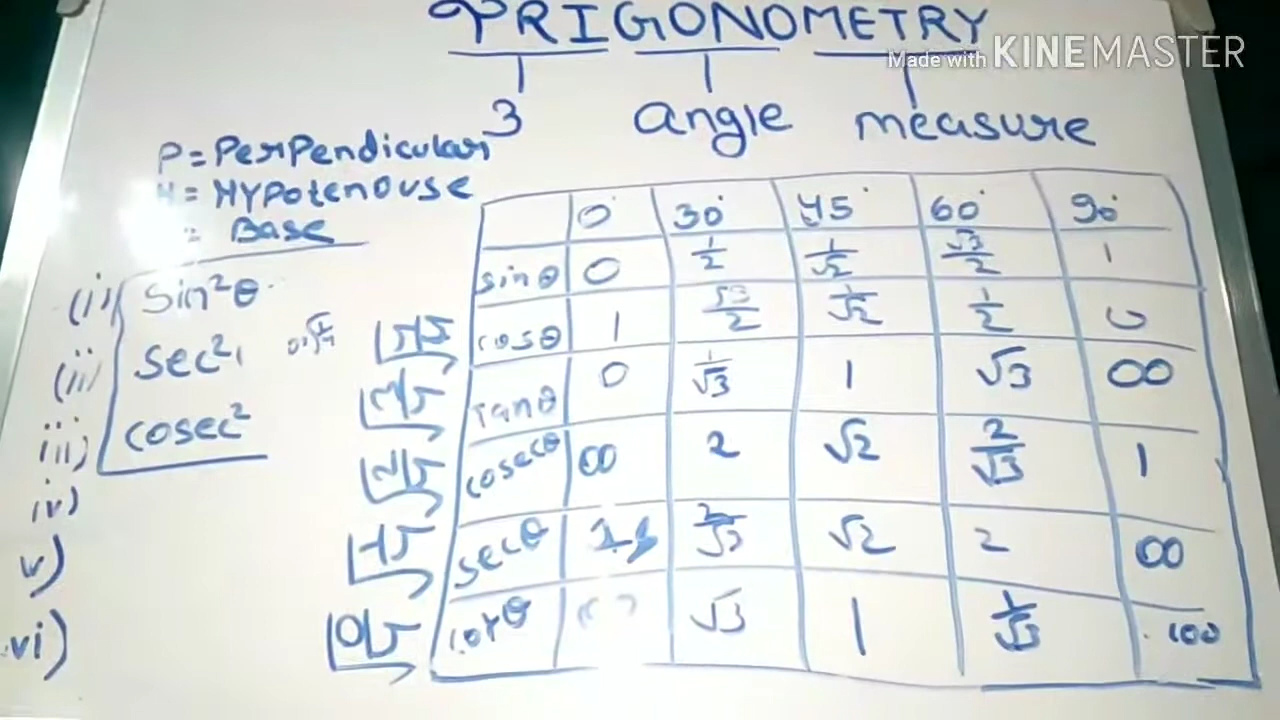 TRIGONOMETRY
Made with KINEMASTER
3 angle measure
P = Perpendicular
H = Hypotenouse
= Base
0° 30° 45° 60° 90°
sinθ 0 1/2 1/√2 √3/2 1
cosθ 1 √3/2 1/√2 1/2 0
Tanθ 0 1/√3 1 √3 ∞
cosecθ ∞ 2 √2 2/√3 1
secθ 2/√3 √2 2 ∞
cotθ √3 1 1/√3
(i) sin²θ
(ii) sec²
iii) cosec²
iv)
v)
vi)